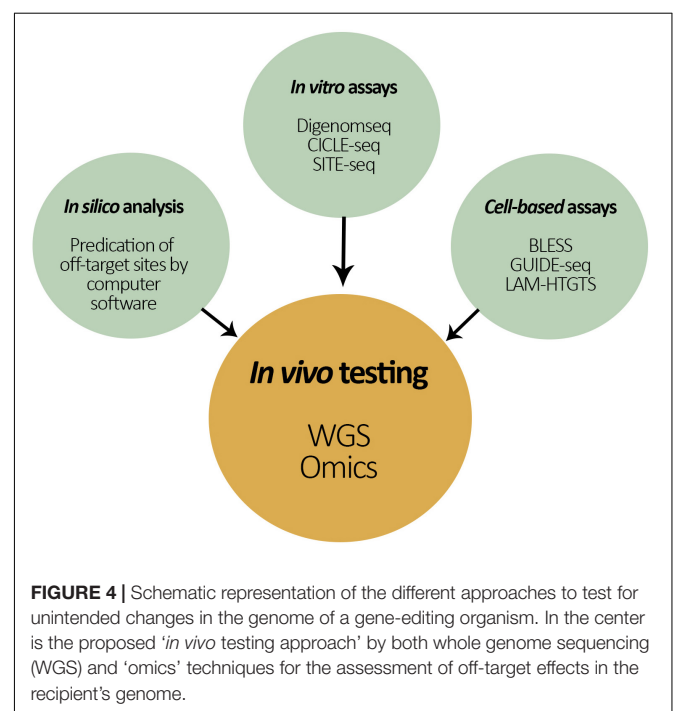 In vitro assays
Digenomseq
CICLE-seq
SITE-seq
In silico analysis
Predication of
off-target sites by
computer
software
Cell-based assays
BLESS
GUIDE-seq
LAM-HTGTS
In vivo testing
WGS
Omics
FIGURE 4 | Schematic representation of the different approaches to test for
unintended changes in the genome of a gene-editing organism. In the center
is the proposed ‘in vivo testing approach’ by both whole genome sequencing
(WGS) and ‘omics’ techniques for the assessment of off-target effects in the
recipient’s genome.